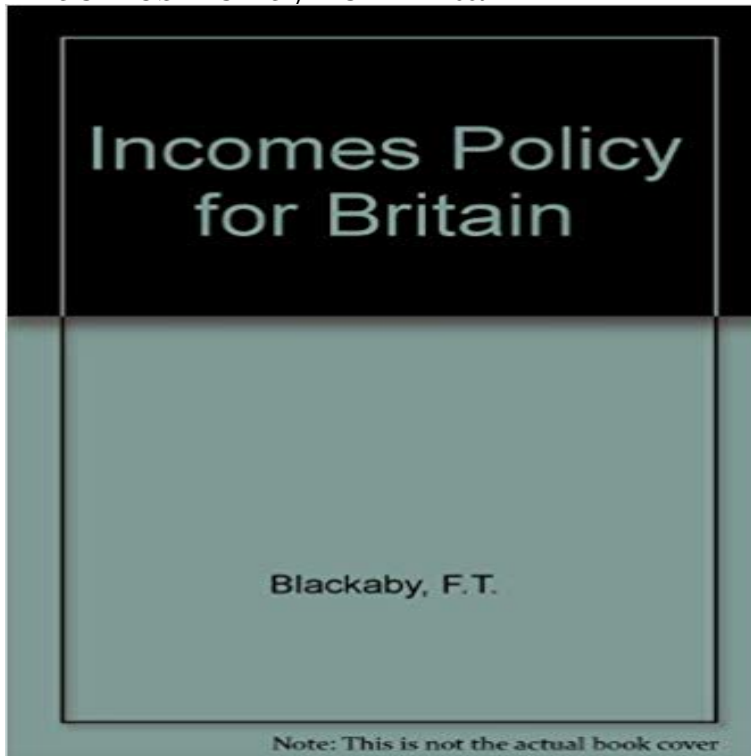 Incomes Policy
for Britain
Blackaby, F.T.
Note: This is not the actual book cover